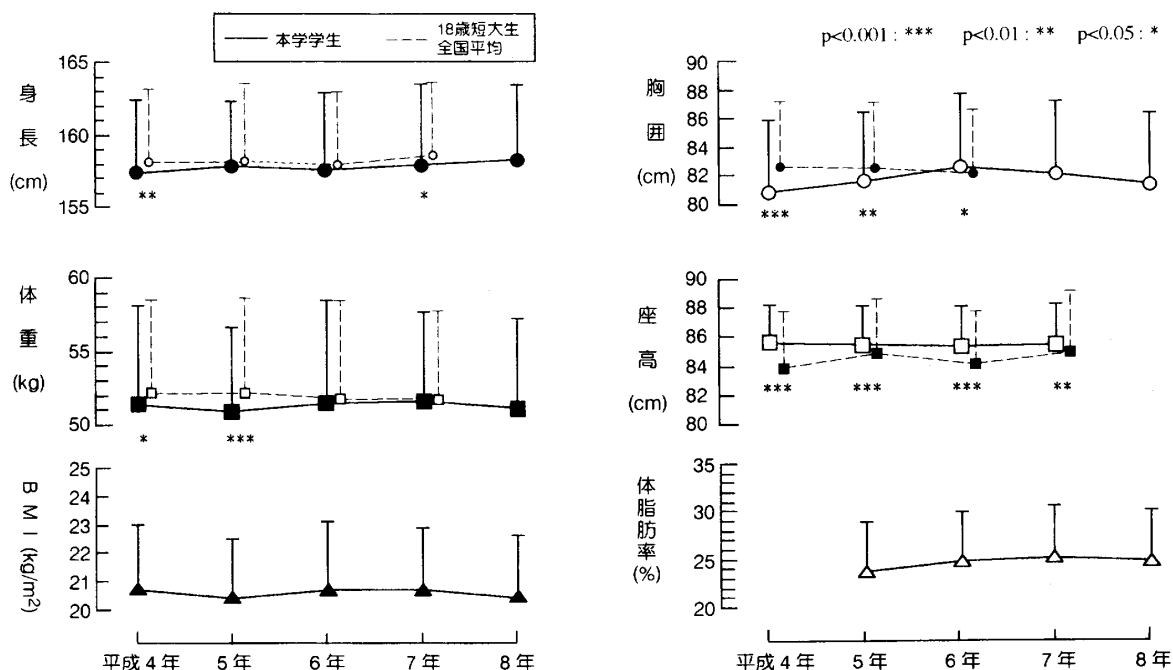 本学学生
18歳短大生
全国平均
p<0.001 : *** p<0.01 : ** p<0.05 : *
身長
(cm)
165
160
155
** *
胸囲
(cm)
90
88
86
84
82
80
*** ** *
体重
(kg)
60
55
50
* ***
座高
(cm)
90
88
86
84
82
80
*** *** *** **
BMI (kg/m²)
25
24
23
22
21
20
平成4年 5年 6年 7年 8年
体脂肪率
(%)
35
30
25
20
平成4年 5年 6年 7年 8年